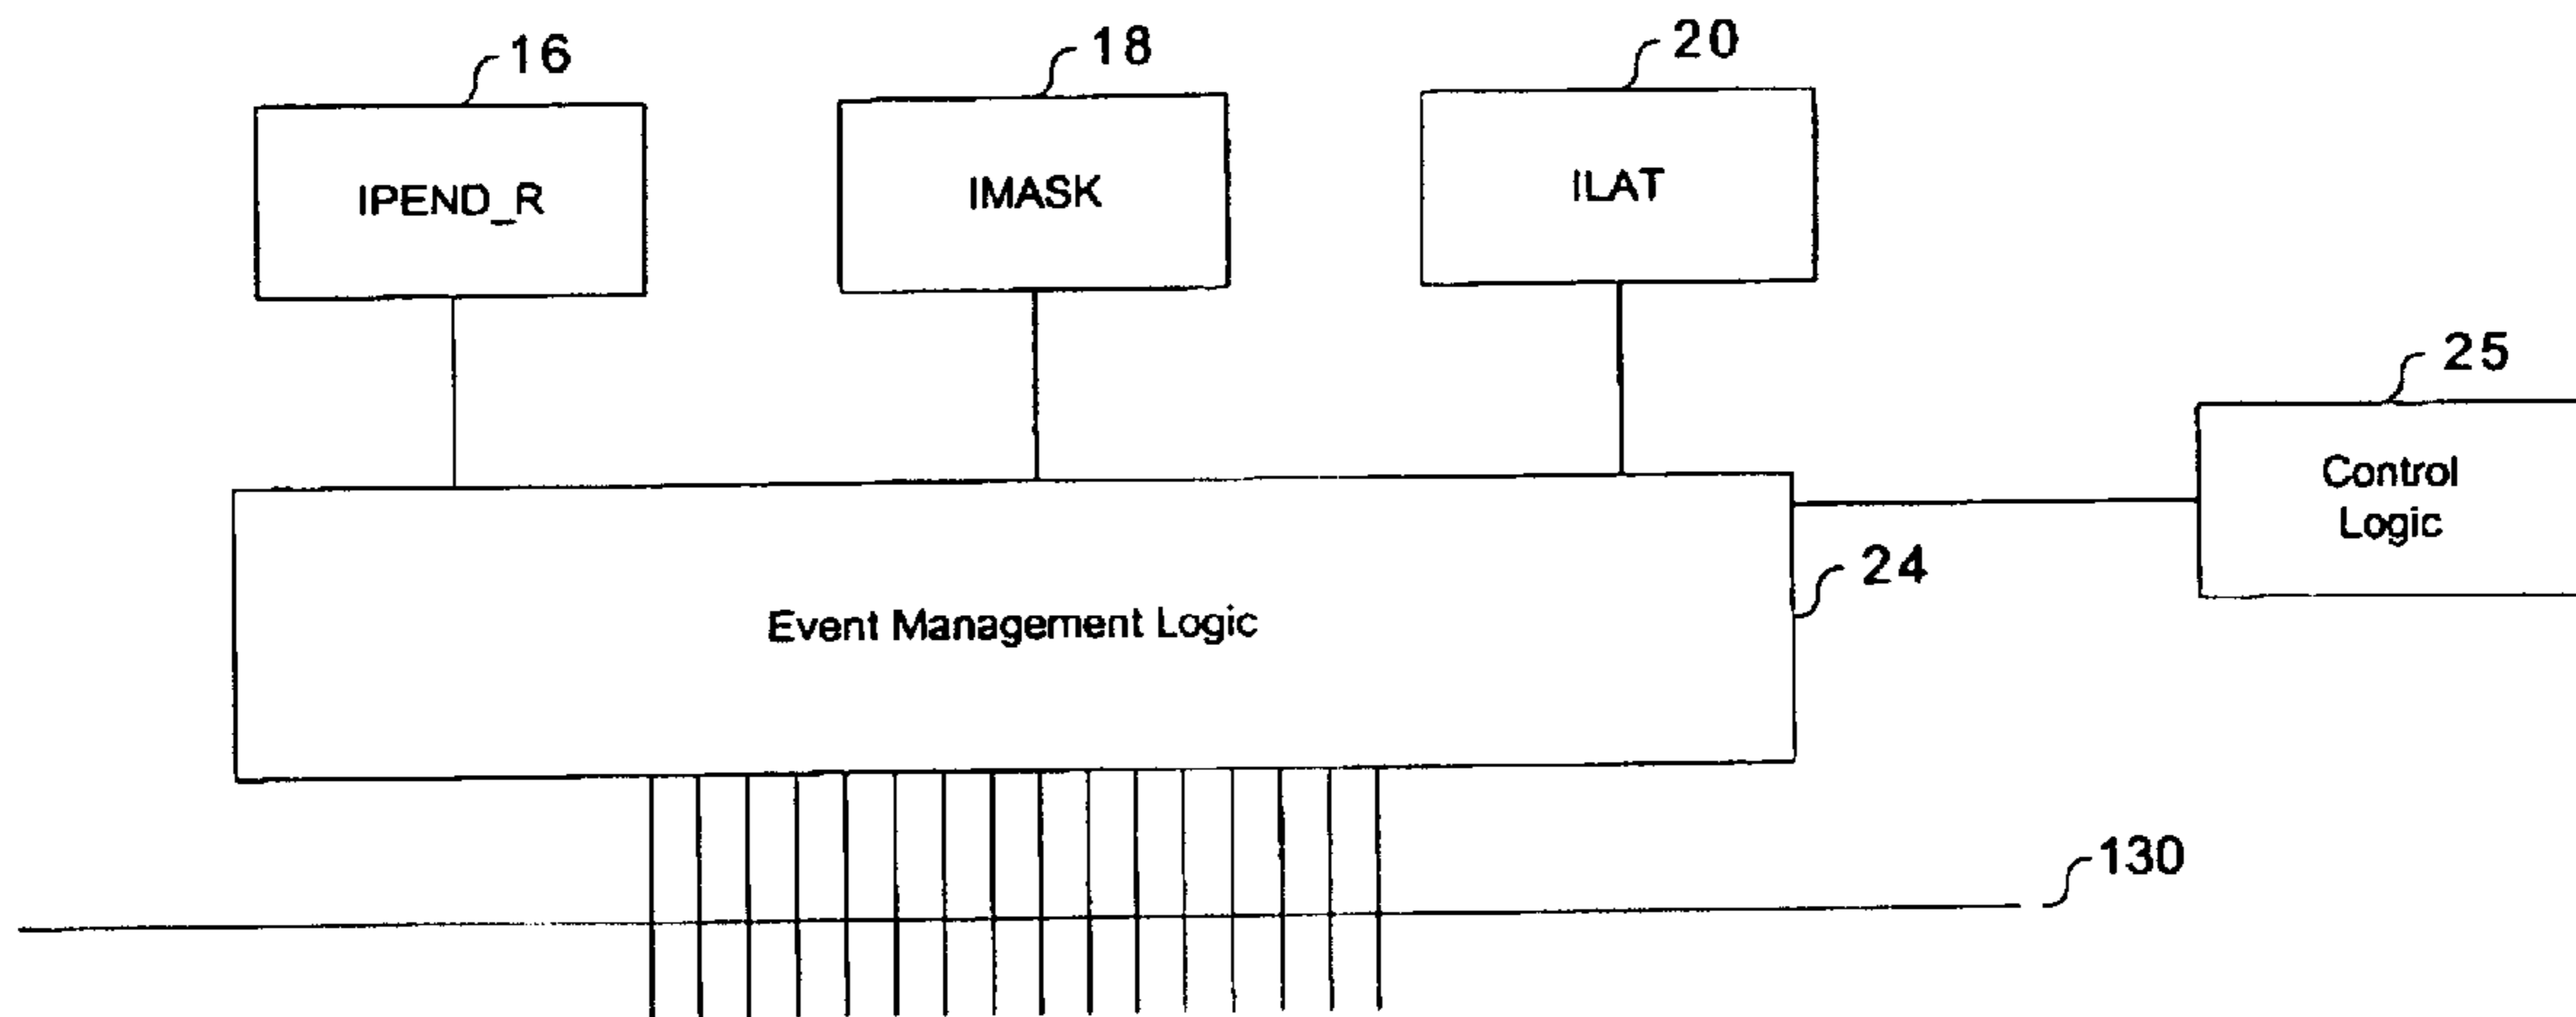 16
18
20
IPEND_R
IMASK
ILAT
25
Control
Logic
24
Event Management Logic
130